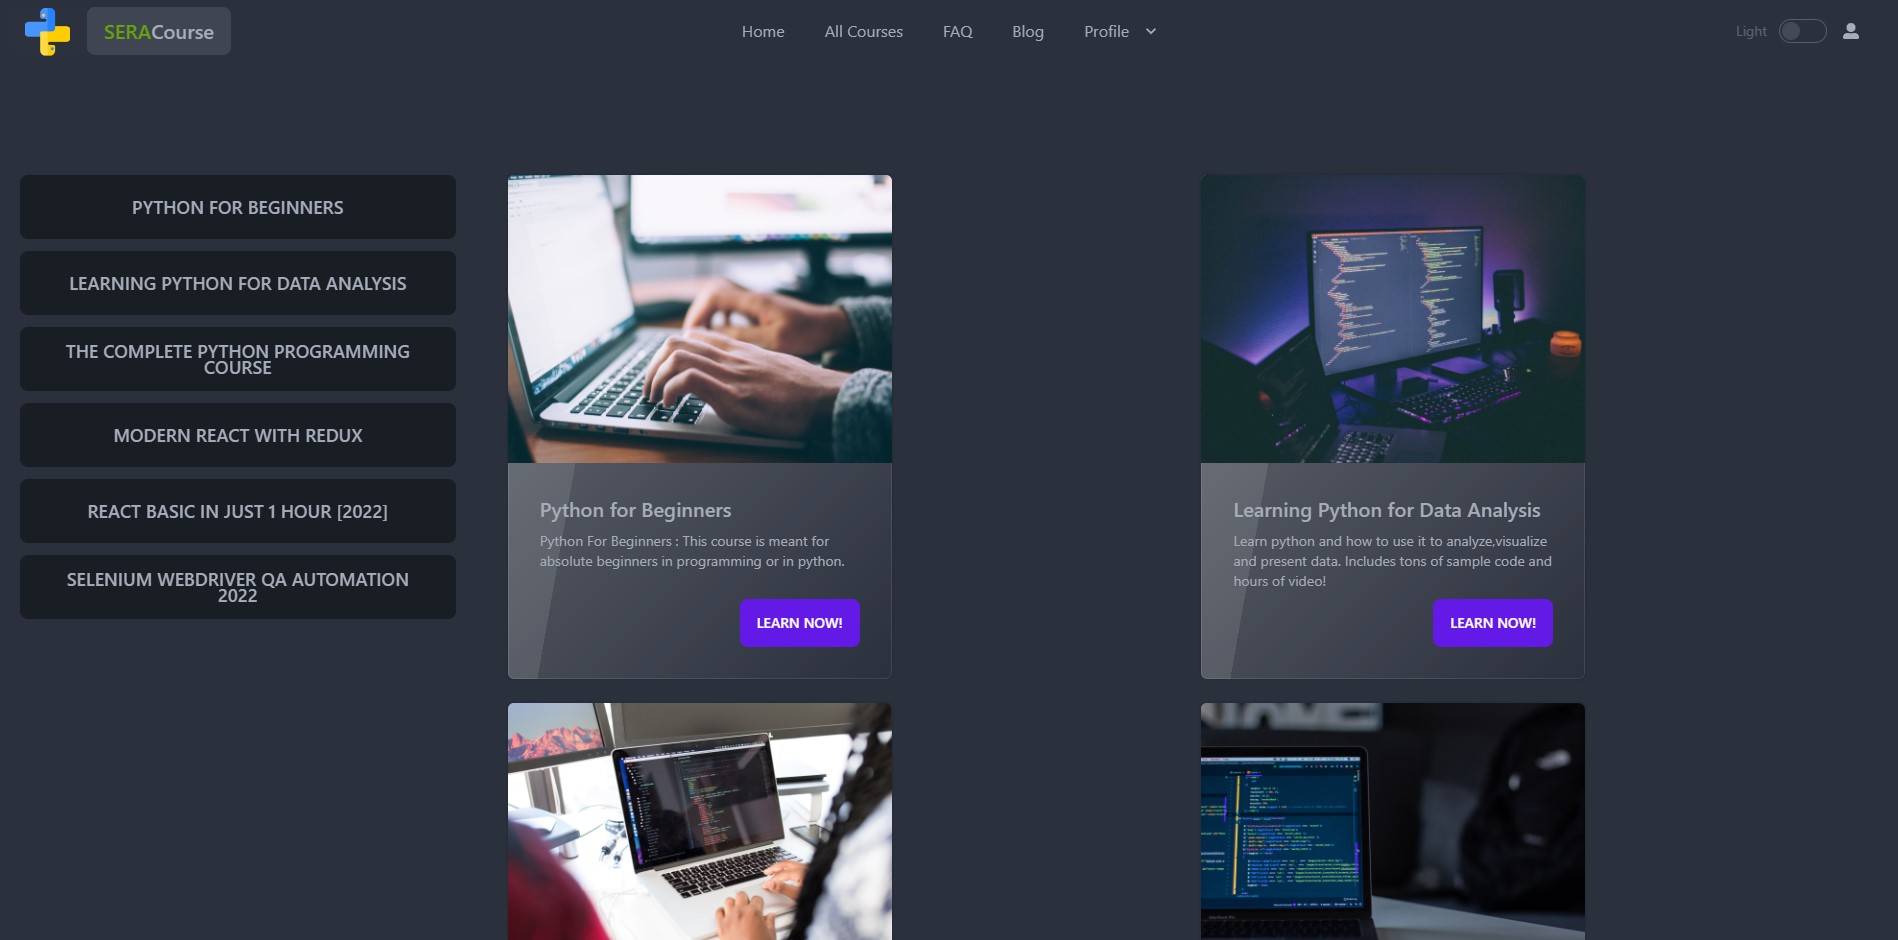 SERACourse
Home
All Courses
FAQ
Blog
Profile
Light
PYTHON FOR BEGINNERS
LEARNING PYTHON FOR DATA ANALYSIS
THE COMPLETE PYTHON PROGRAMMING
COURSE
MODERN REACT WITH REDUX
REACT BASIC IN JUST 1 HOUR [2022]
SELENIUM WEBDRIVER QA AUTOMATION
2022
Python for Beginners
Python For Beginners : This course is meant for
absolute beginners in programming or in python.
LEARN NOW!
Learning Python for Data Analysis
Learn python and how to use it to analyze,visualize
and present data. Includes tons of sample code and
hours of video!
LEARN NOW!